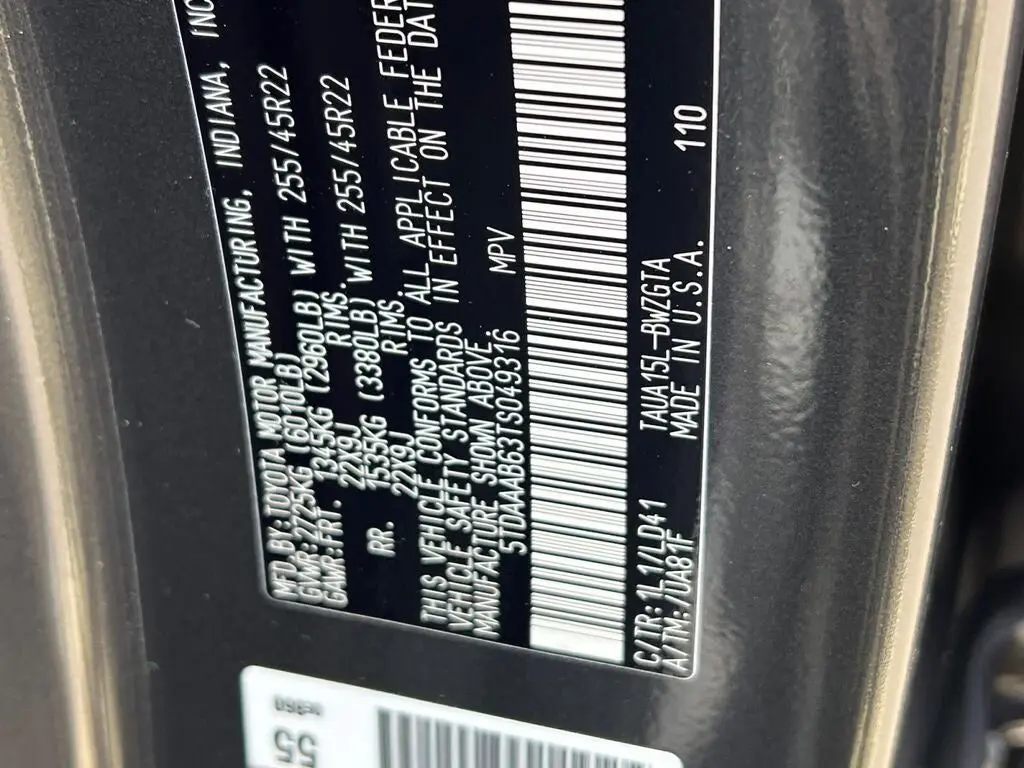 MFD.BY:TOYOTA MOTOR MANUFACTURING, INDIANA, INC
GVWR:2725KG (6010LB)
GAWR:FRT. 1345KG (2960LB) WITH 255/45R22
22X9J RIMS.
RR. 1535KG (3380LB) WITH 255/45R22
22X9J RIMS.
THIS VEHICLE CONFORMS TO ALL APPLICABLE FEDER
VEHICLE SAFETY STANDARDS IN EFFECT ON THE DAT
MANUFACTURE SHOWN ABOVE.
5TDAAAB63TS049316 MPV
C/TR:1L1/LD41 TAUA15L-BWZGTA 110
A/TM:/UA81F MADE IN U.S.A.
55